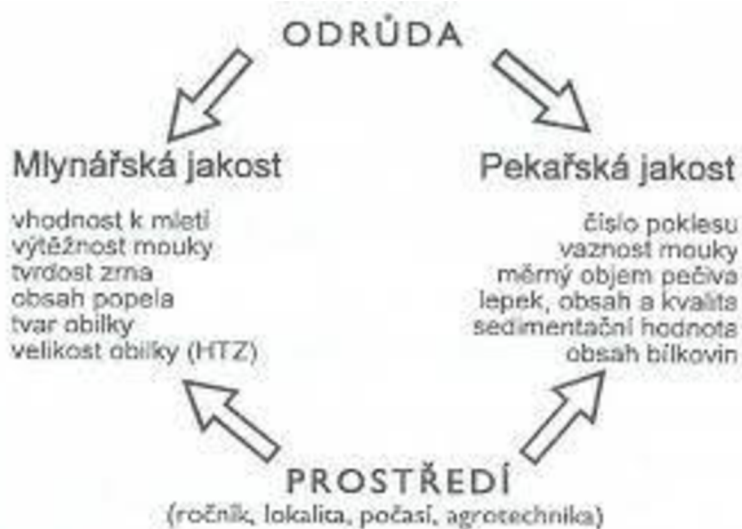 ODRŮDA
Mlynářská jakost
vhodnost k mletí
výtěžnost mouky
tvrdost zrna
obsah popela
tvar obilky
velikost obilky (HTZ)
Pekařská jakost
číslo poklesu
vaznost mouky
měrný objem pečiva
lepek, obsah a kvalita
sedimentační hodnota
obsah bílkovin
PROSTŘEDÍ
(ročník, lokalita, počasí, agrotechnika)